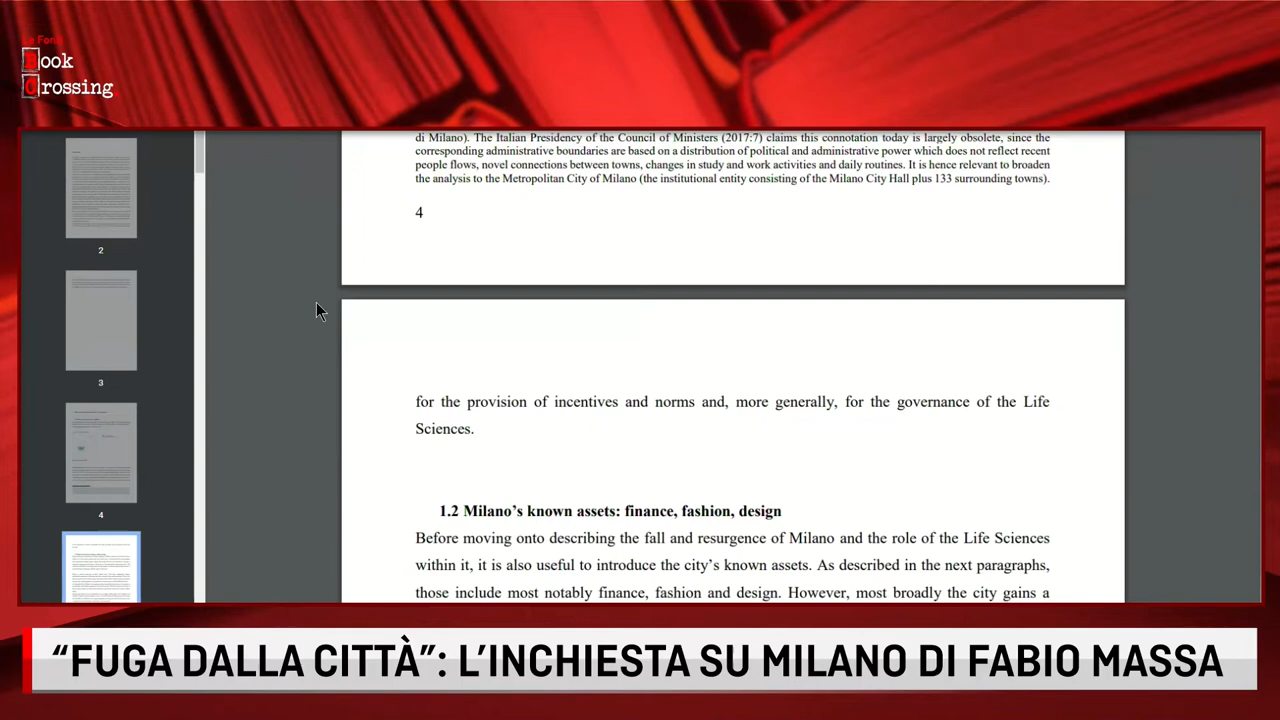 Le Fonti
Book
Crossing
di Milano). The Italian Presidency of the Council of Ministers (2017:7) claims this connotation today is largely obsolete, since the
corresponding administrative boundaries are based on a distribution of political and administrative power which does not reflect recent
people flows, novel connections between towns, changes in study and work activities and daily routines. It is hence relevant to broaden
the analysis to the Metropolitan City of Milano (the institutional entity consisting of the Milano City Hall plus 133 surrounding towns).
4
2
3
4
for the provision of incentives and norms and, more generally, for the governance of the Life
Sciences.
1.2 Milano’s known assets: finance, fashion, design
Before moving onto describing the fall and resurgence of Milano and the role of the Life Sciences
within it, it is also useful to introduce the city’s known assets. As described in the next paragraphs,
those include most notably finance, fashion and design. However, most broadly the city gains a
“FUGA DALLA CITTÀ”: L’INCHIESTA SU MILANO DI FABIO MASSA